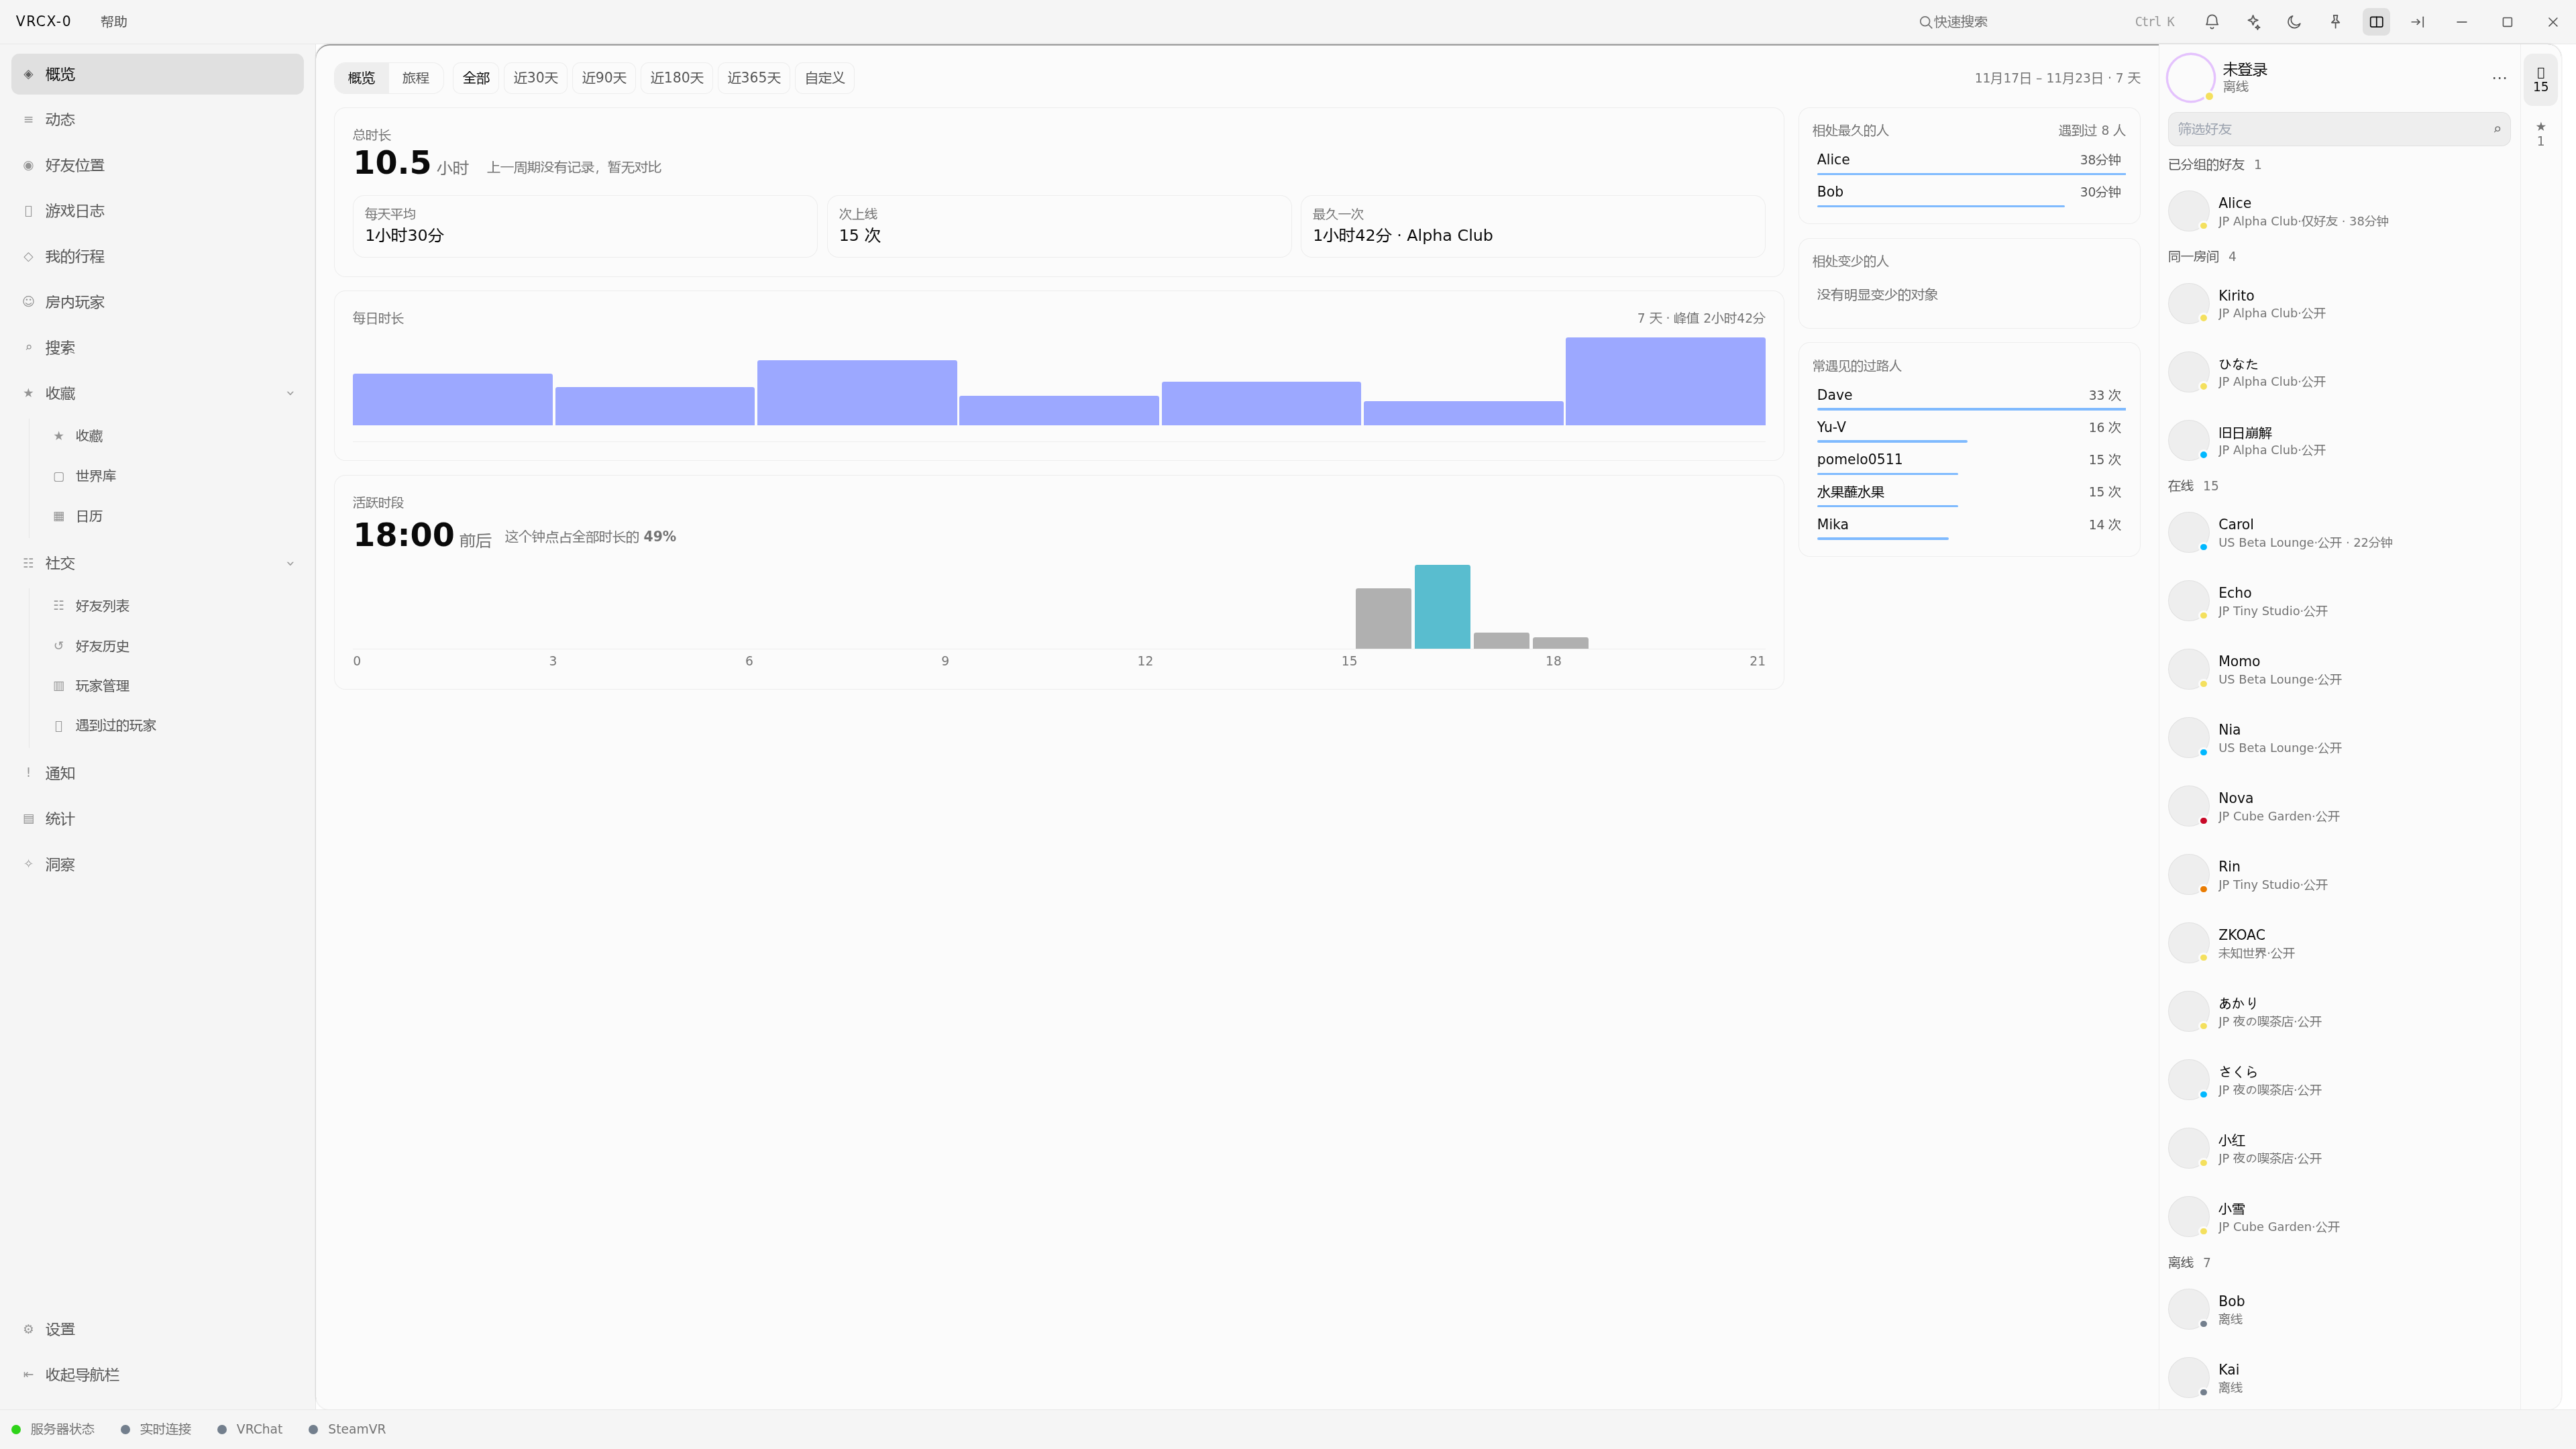 VRCX-0 帮助 快速搜索 Ctrl K
概览
动态
好友位置
游戏日志
我的行程
房内玩家
搜索
收藏
收藏
世界库
日历
社交
好友列表
好友历史
玩家管理
遇到过的玩家
通知
统计
洞察
设置
收起导航栏
概览 旅程 全部 近30天 近90天 近180天 近365天 自定义 11月17日 – 11月23日 · 7 天
总时长
10.5 小时 上一周期没有记录，暂无对比
每天平均
1小时30分
次上线
15 次
最久一次
1小时42分 · Alpha Club
每日时长 7 天 · 峰值 2小时42分
活跃时段
18:00 前后 这个钟点占全部时长的 49%
0 3 6 9 12 15 18 21
相处最久的人 遇到过 8 人
Alice 38分钟
Bob 30分钟
相处变少的人
没有明显变少的对象
常遇见的过路人
Dave 33 次
Yu-V 16 次
pomelo0511 15 次
水果蘸水果 15 次
Mika 14 次
未登录
离线
筛选好友
已分组的好友 1
Alice
JP Alpha Club·仅好友 · 38分钟
同一房间 4
Kirito
JP Alpha Club·公开
ひなた
JP Alpha Club·公开
旧日崩解
JP Alpha Club·公开
在线 15
Carol
US Beta Lounge·公开 · 22分钟
Echo
JP Tiny Studio·公开
Momo
US Beta Lounge·公开
Nia
US Beta Lounge·公开
Nova
JP Cube Garden·公开
Rin
JP Tiny Studio·公开
ZKOAC
未知世界·公开
あかり
JP 夜の喫茶店·公开
さくら
JP 夜の喫茶店·公开
小红
JP 夜の喫茶店·公开
小雪
JP Cube Garden·公开
离线 7
Bob
离线
Kai
离线
15
1
服务器状态 实时连接 VRChat SteamVR